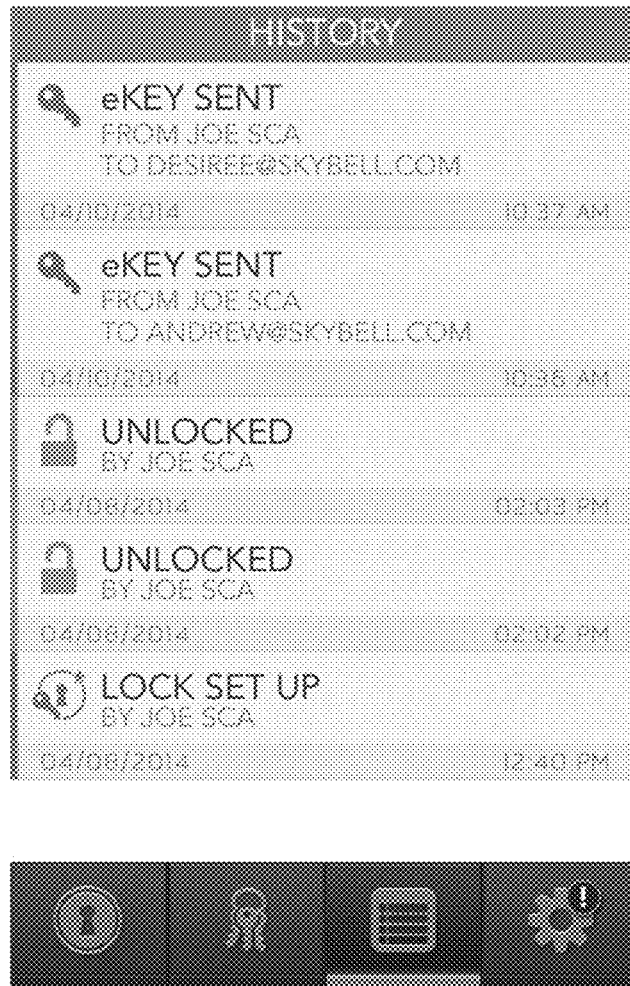 HISTORY
eKEY SENT
FROM JOE SCA
TO DESIREE@SKYBELL.COM
04/10/2014 10:37 AM
eKEY SENT
FROM JOE SCA
TO ANDREW@SKYBELL.COM
04/10/2014 10:36 AM
UNLOCKED
BY JOE SCA
04/08/2014 02:03 PM
UNLOCKED
BY JOE SCA
04/08/2014 02:02 PM
LOCK SET UP
BY JOE SCA
04/08/2014 12:40 PM
!